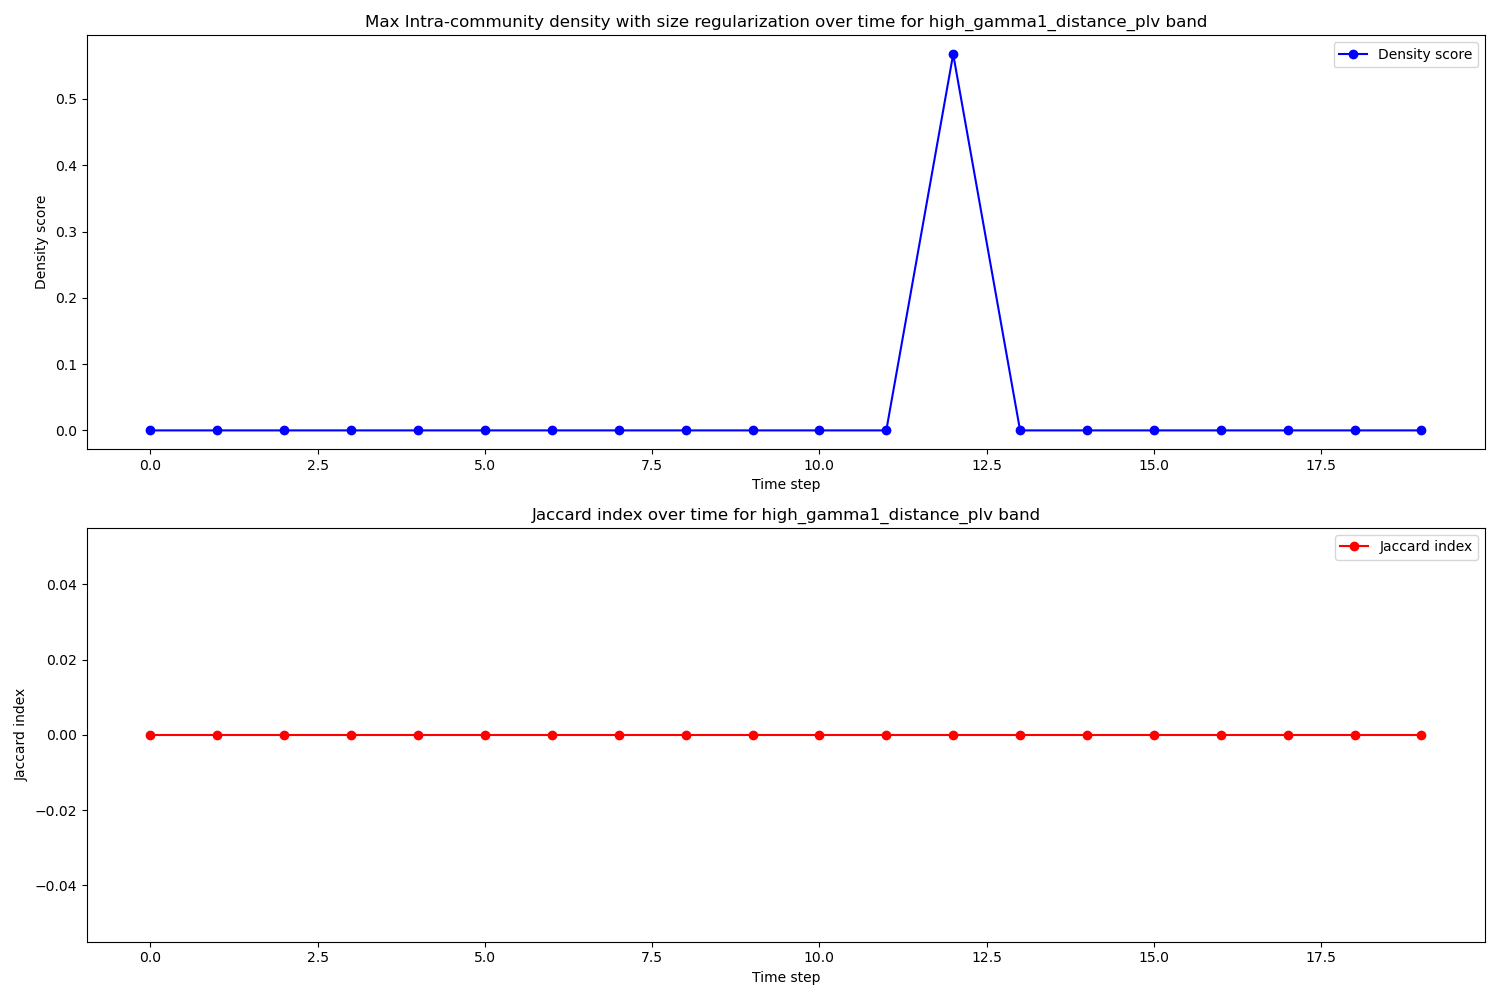 Max Intra-community density with size regularization over time for high_gamma1_distance_plv band
Density score
0.5
0.4
0.3
0.2
0.1
0.0
Density score
0.0 2.5 5.0 7.5 10.0 12.5 15.0 17.5
Time step
Jaccard index over time for high_gamma1_distance_plv band
Jaccard index
0.04
0.02
0.00
−0.02
−0.04
Jaccard index
0.0 2.5 5.0 7.5 10.0 12.5 15.0 17.5
Time step